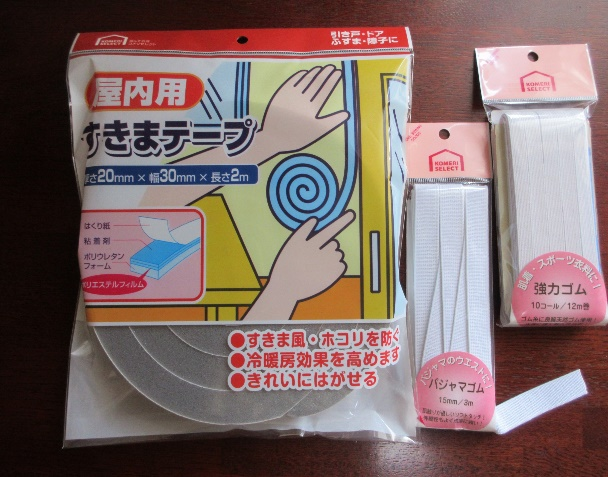 引き戸・ドア
ふすま・障子に
屋内用
すきまテープ
厚さ20mm×幅30mm×長さ2m
はくり紙
粘着剤
ポリウレタン
フォーム
ポリエステルフィルム
●すきま風・ホコリを防ぐ
●冷暖房効果を高めます
●きれいにはがせる
KOMERI
SELECT
パジャマのウエストに!
パジャマゴム
15mm/3m
KOMERI
SELECT
肌着・スポーツ衣料に!
強力ゴム
10コール/12m巻